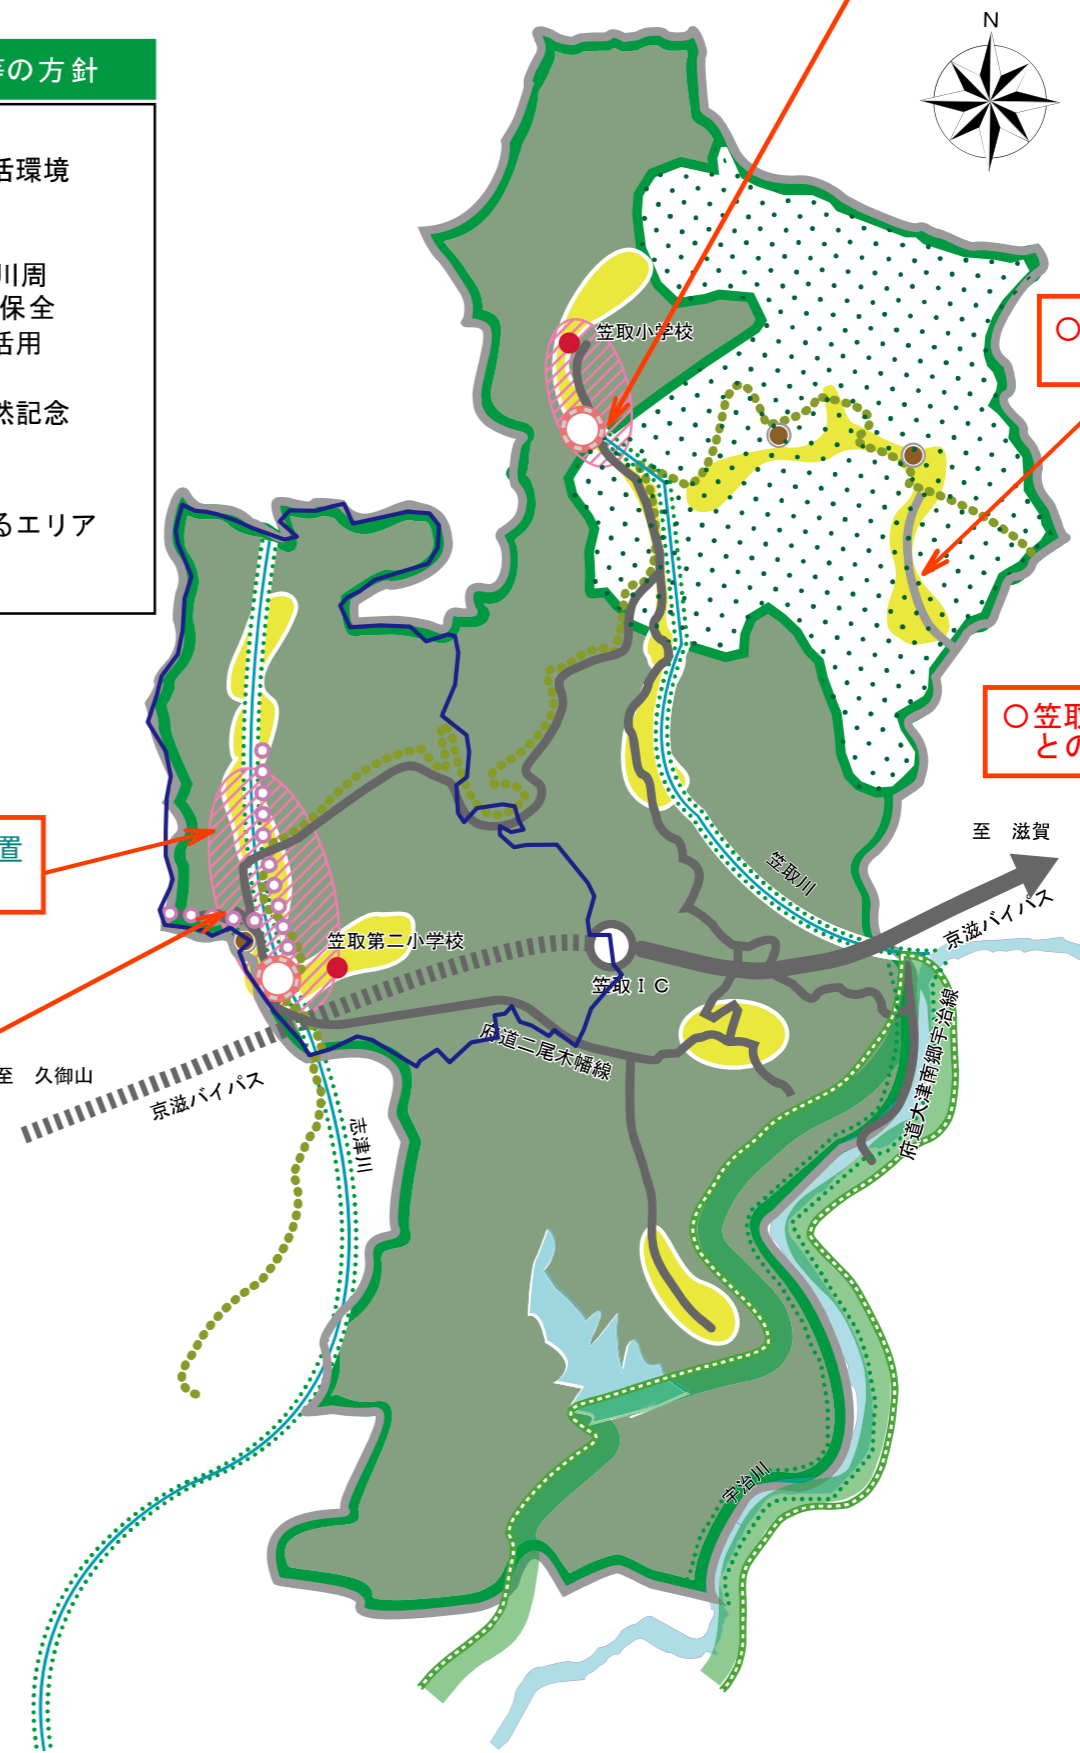 等の方針
N
活環境
川周
保全
活用
然記念
るエリア
笠取小学校
○
○笠取
との
至 滋賀
置
笠取川
京滋バイパス
笠取第二小学校
笠取ＩＣ
府道二尾木幡線
府道大津南郷宇治線
至 久御山
京滋バイパス
志津川
宇治川